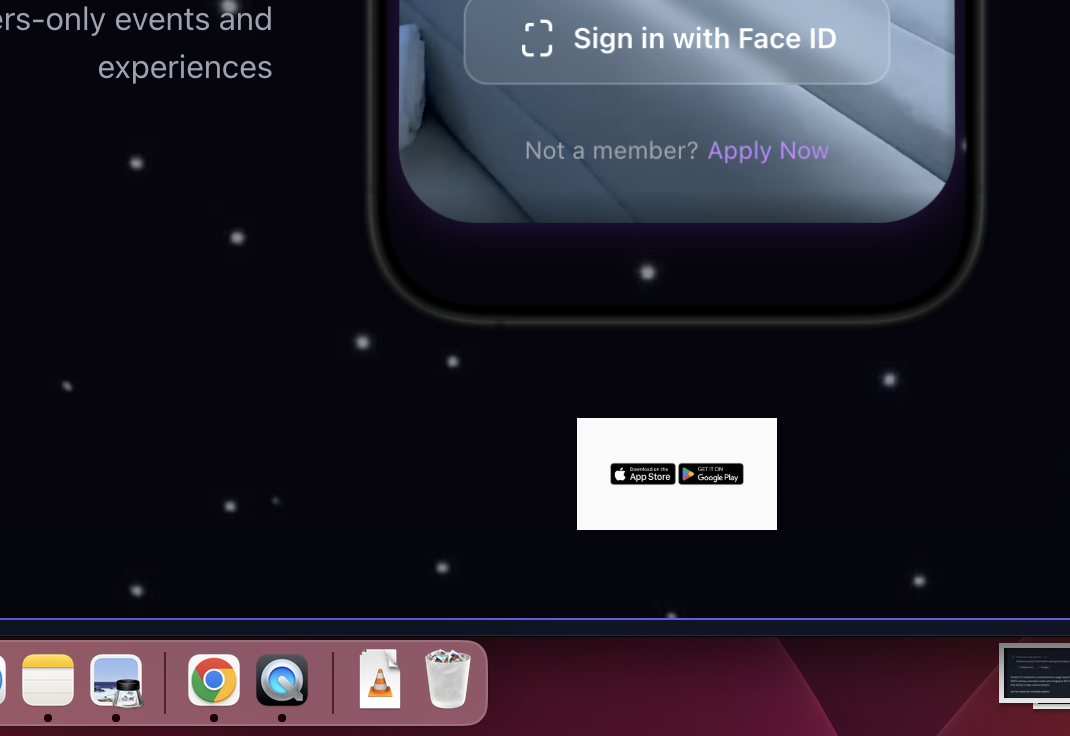 ers-only events and
experiences
Sign in with Face ID
Not a member? Apply Now
Download on the
App Store
GET IT ON
Google Play